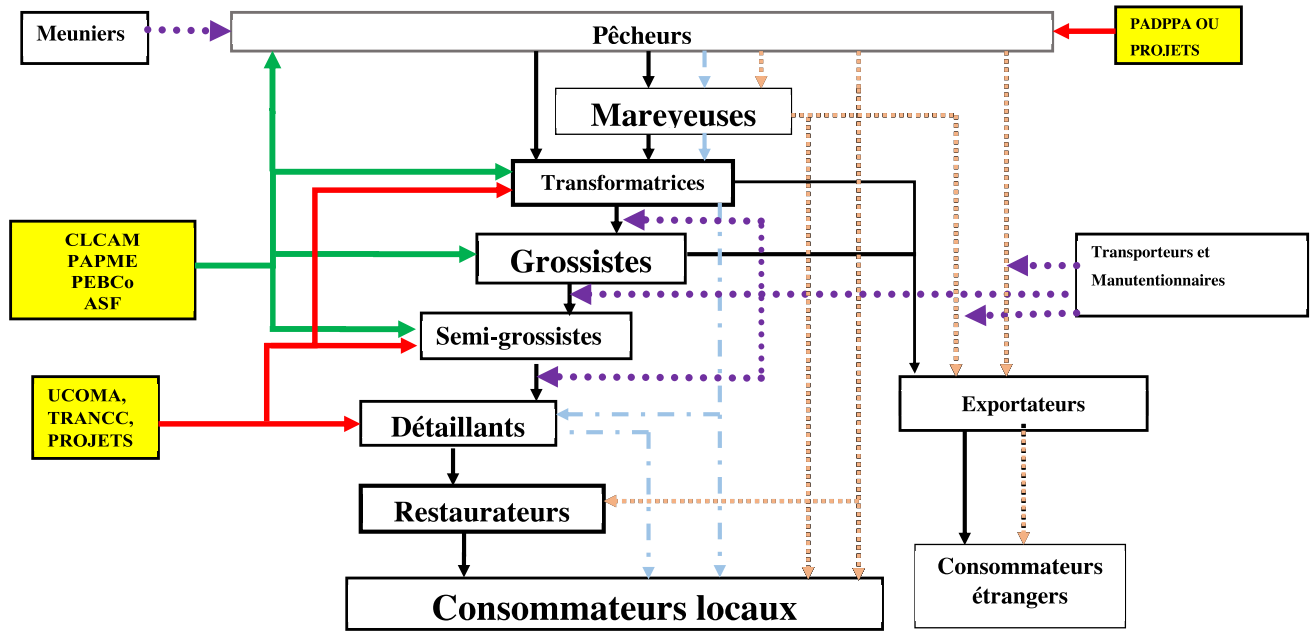 Meuniers
Pêcheurs
PADPPA OU
PROJETS
Mareyeuses
Transformatrices
CLCAM
PAPME
PEBCo
ASF
Grossistes
Transporteurs et
Manutentionnaires
Semi-grossistes
UCOMA,
TRANCC,
PROJETS
Détaillants
Exportateurs
Restaurateurs
Consommateurs
étrangers
Consommateurs locaux